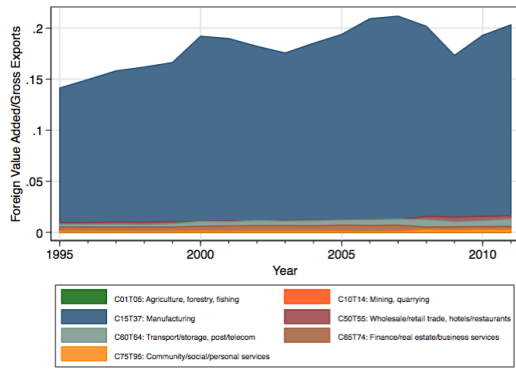 Foreign Value Added/Gross Exports
.2
.15
.1
.05
0
1995
2000
2005
2010
Year
C01T05: Agriculture, forestry, fishing
C10T14: Mining, quarrying
C15T37: Manufacturing
C50T55: Wholesale/retail trade, hotels/restaurants
C60T64: Transport/storage, post/telecom
C65T74: Finance/real estate/business services
C75T95: Community/social/personal services